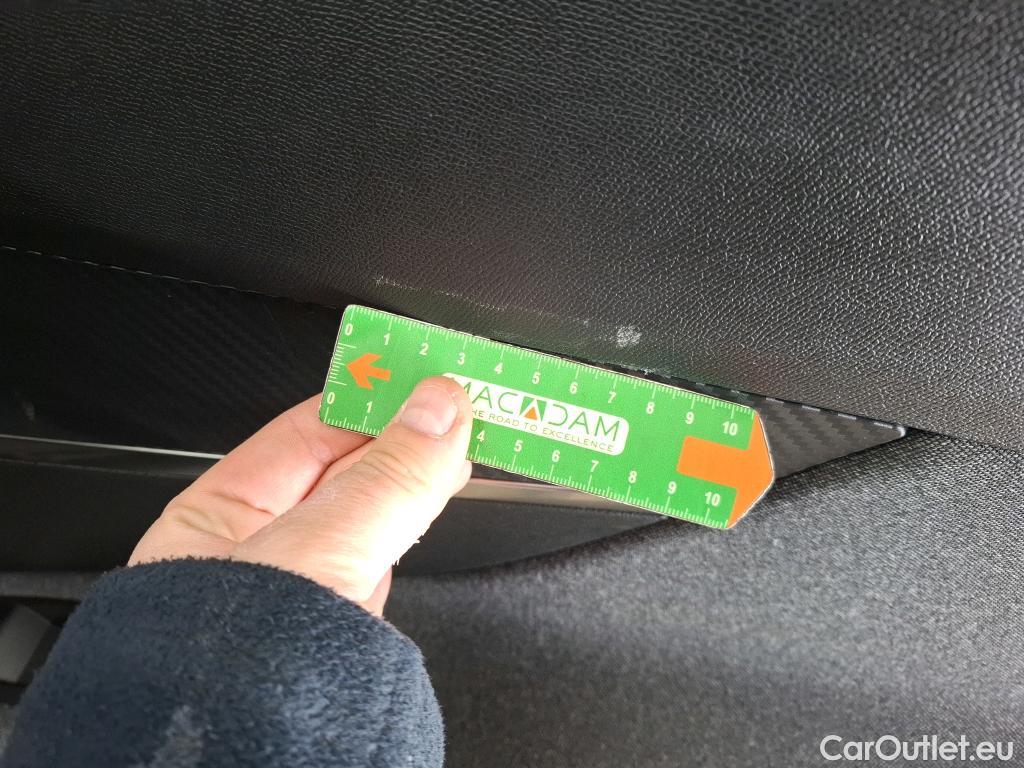 0 1 2 3 4 5 6 7 8 9 10
MACADAM
THE ROAD TO EXCELLENCE
0 1 4 5 6 7 8 9 10
CarOutlet.eu